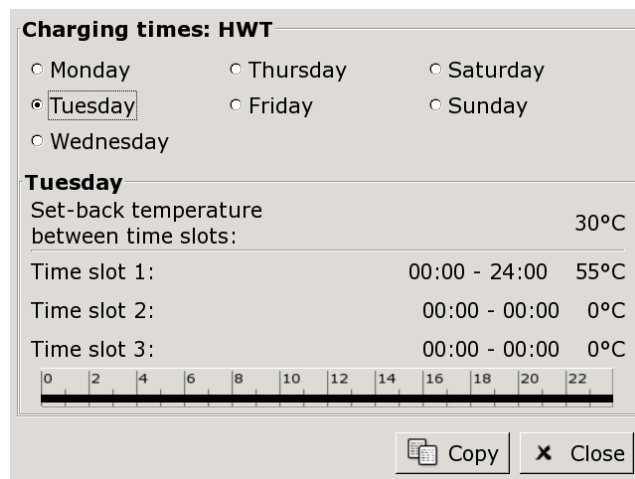 Charging times: HWT
Monday Thursday Saturday
Tuesday Friday Sunday
Wednesday
Tuesday
Set-back temperature
between time slots: 30°C
Time slot 1: 00:00 - 24:00 55°C
Time slot 2: 00:00 - 00:00 0°C
Time slot 3: 00:00 - 00:00 0°C
0 2 4 6 8 10 12 14 16 18 20 22
Copy Close